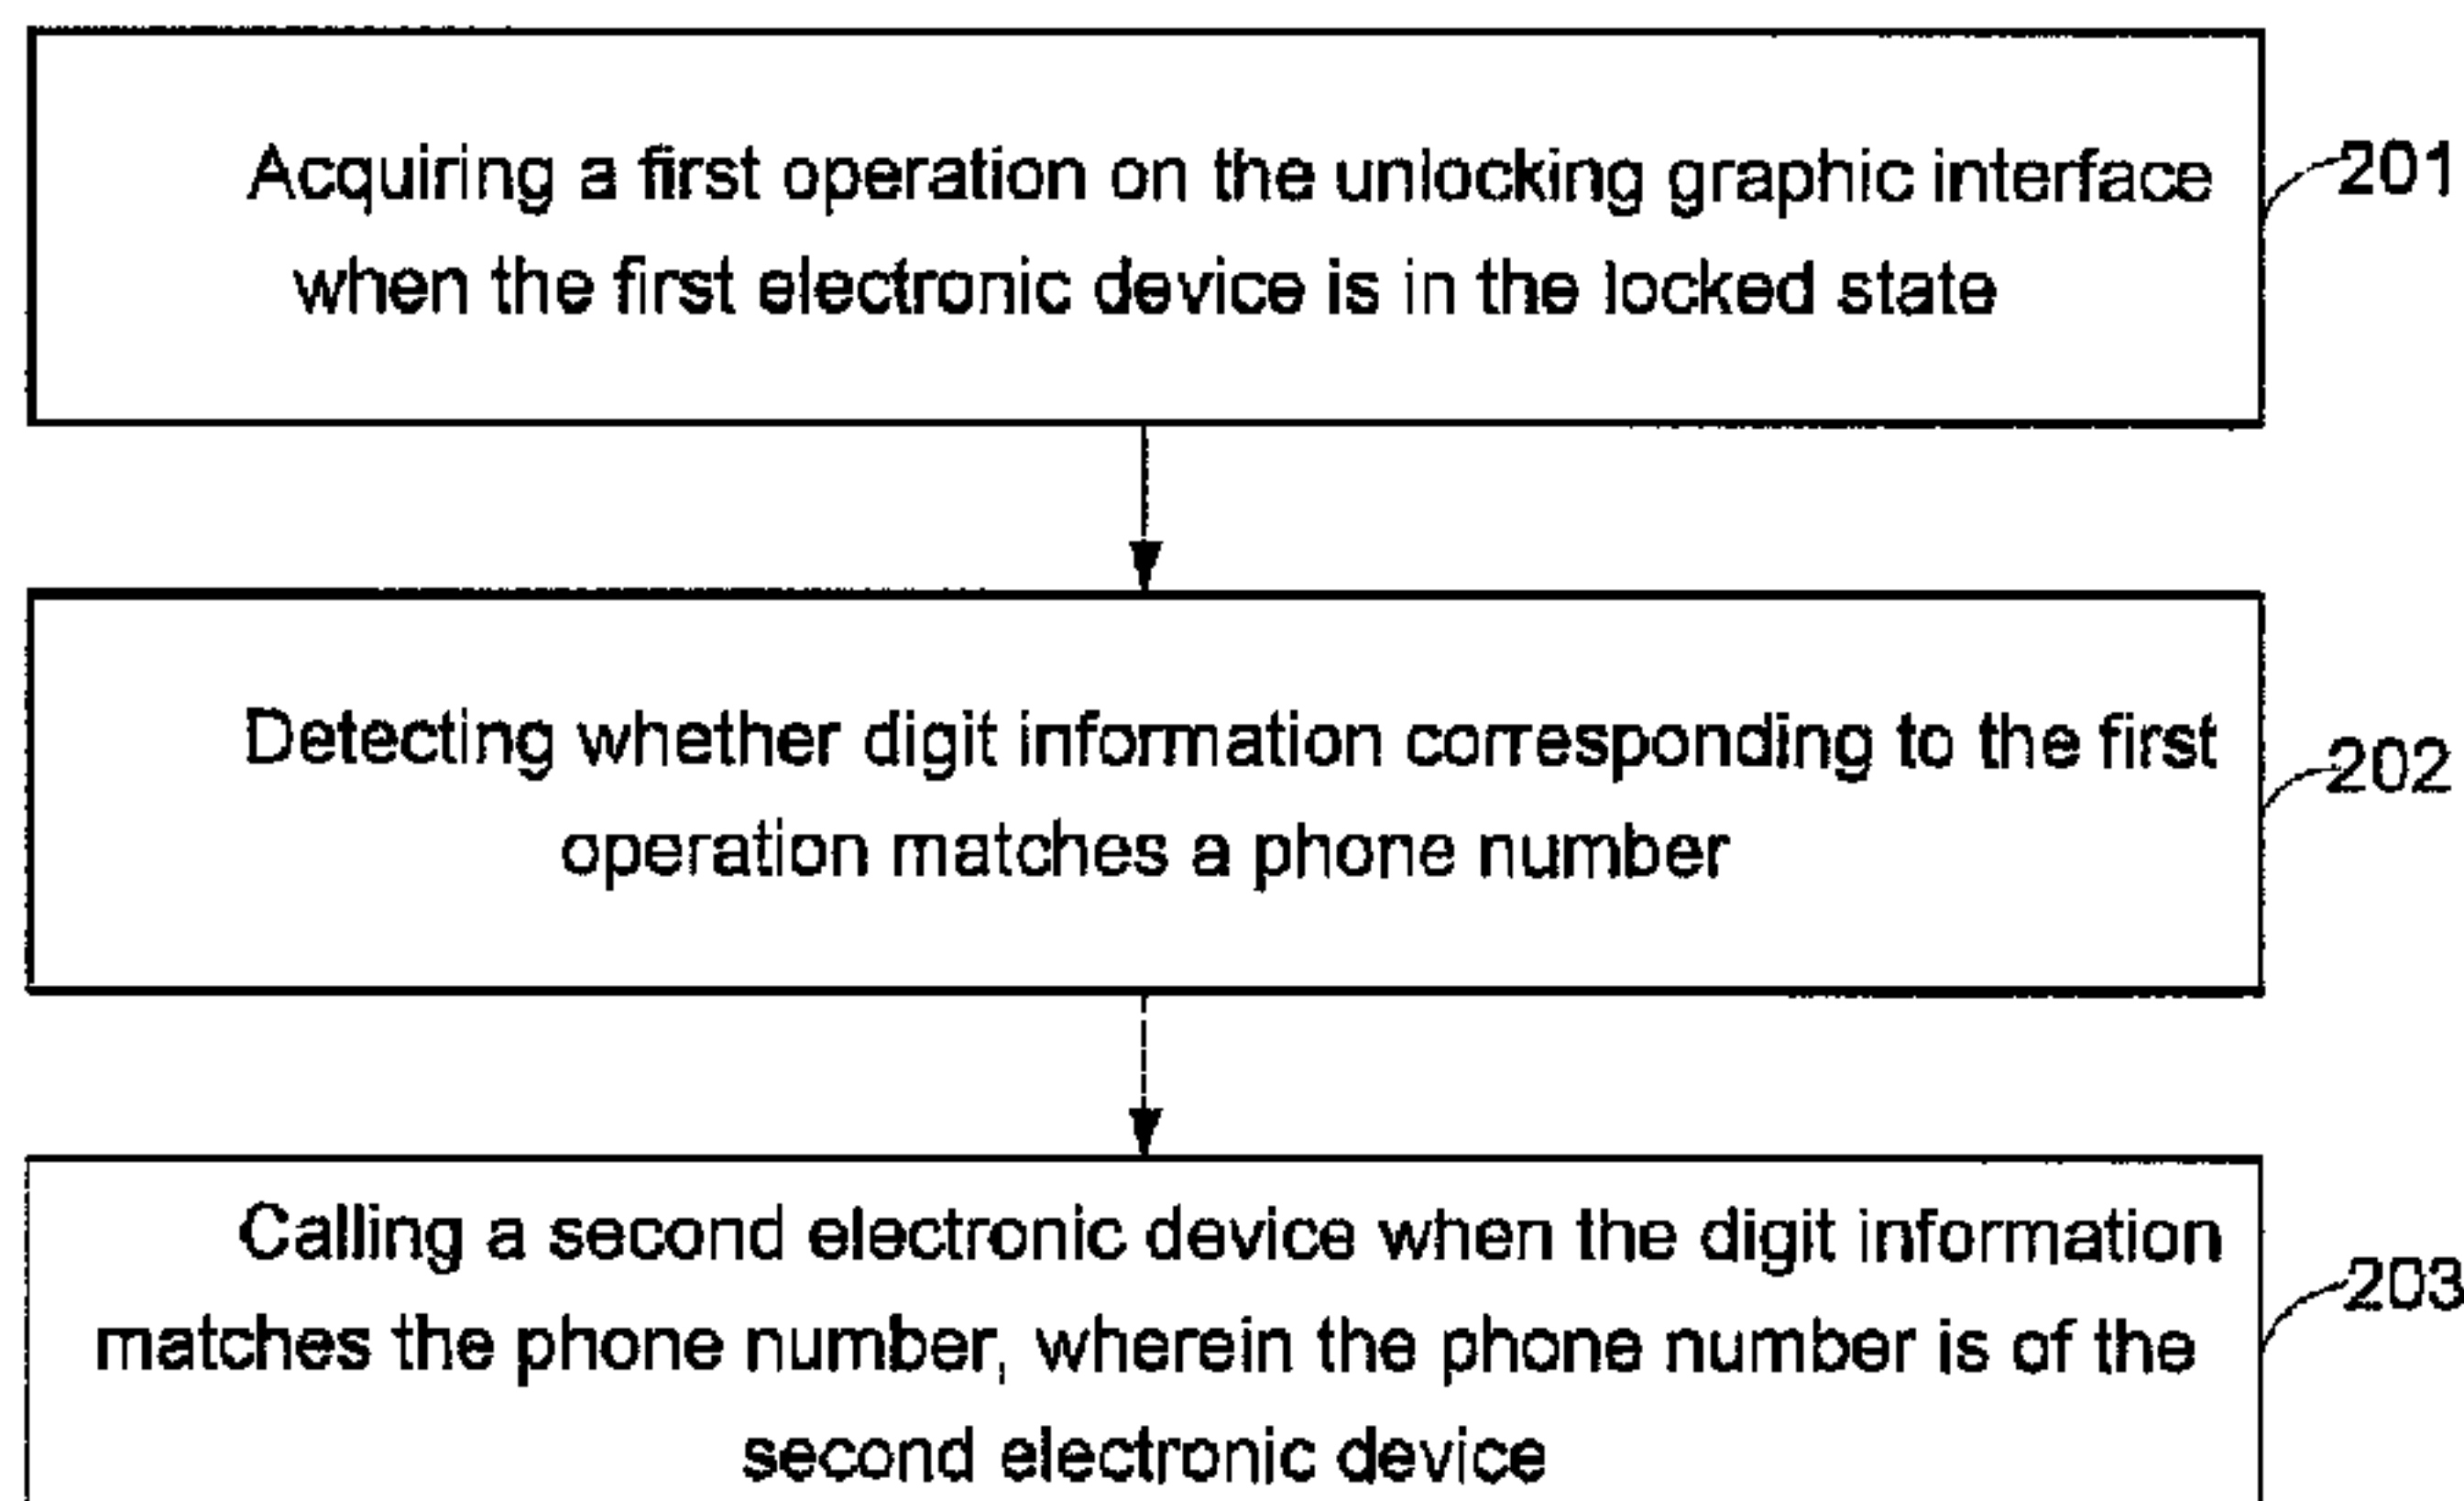 Acquiring a first operation on the unlocking graphic interface
when the first electronic device is in the locked state
201
Detecting whether digit information corresponding to the first
operation matches a phone number
202
Calling a second electronic device when the digit information
matches the phone number, wherein the phone number is of the
second electronic device
203